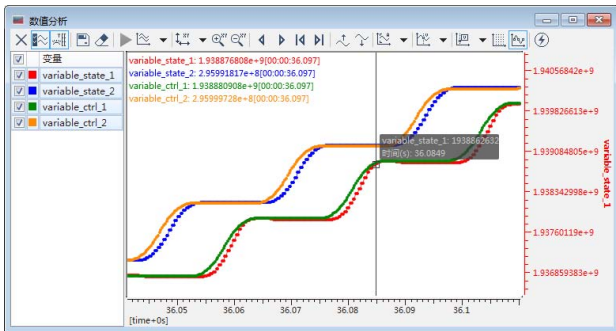 数值分析
变量
variable_state_1
variable_state_2
variable_ctrl_1
variable_ctrl_2
variable_state_1: 1.938876808e+9[00:00:36.097]
variable_state_2: 2.95991817e+8[00:00:36.097]
variable_ctrl_1: 1.938880908e+9[00:00:36.097]
variable_ctrl_2: 2.95999728e+8[00:00:36.097]
variable_state_1: 1938862632
时间(s): 36.0849
1.94056842e+9
1.939826613e+9
1.939084805e+9
1.938342998e+9
1.93760119e+9
1.936859383e+9
variable_state_1
36.05
36.06
36.07
36.08
36.09
36.1
[time+0s]